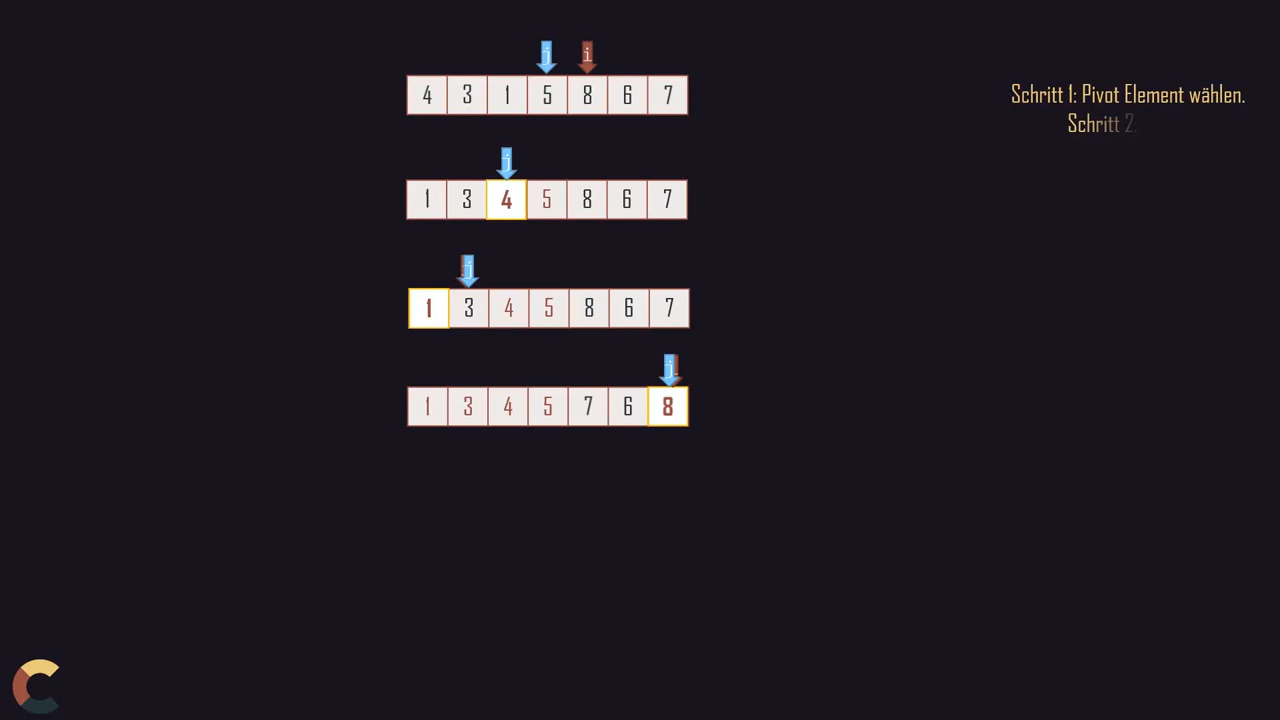 j i
4 3 1 5 8 6 7
Schritt 1: Pivot Element wählen.
Schritt 2.
j
1 3 4 5 8 6 7
j
1 3 4 5 8 6 7
j
1 3 4 5 7 6 8